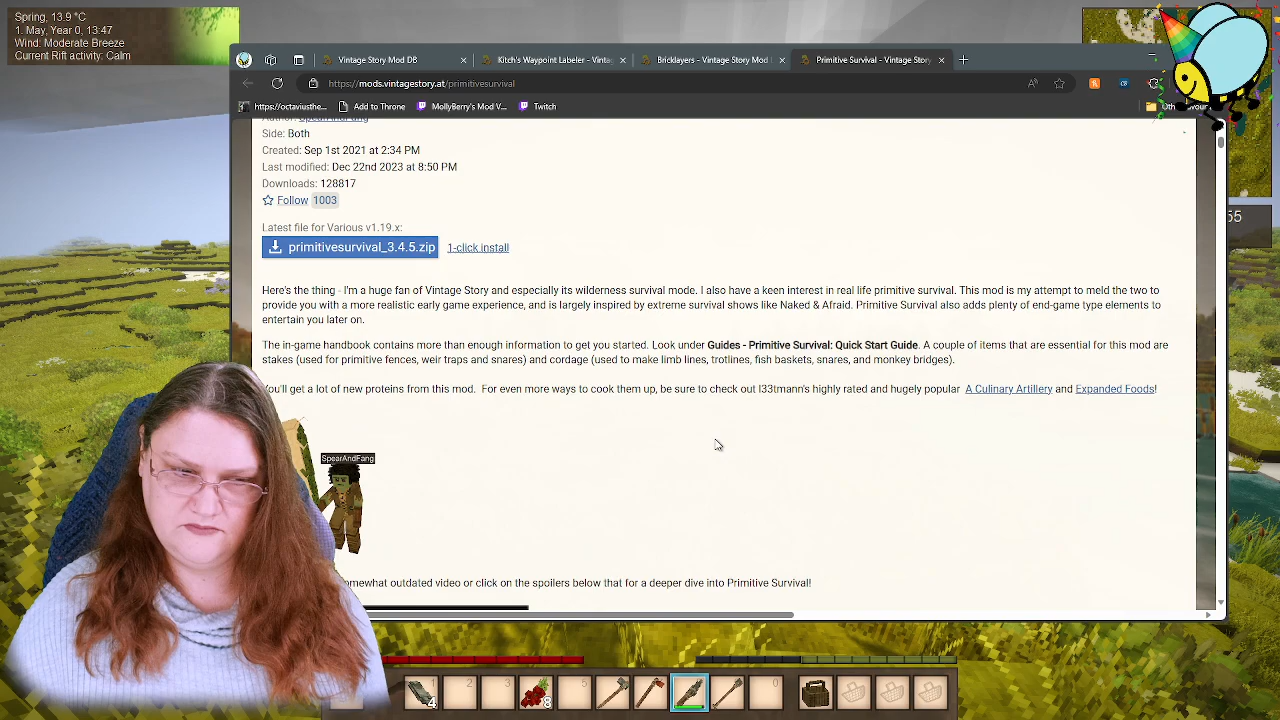 Spring, 13.9 °C
1. May, Year 0, 13:47
Wind: Moderate Breeze
Current Rift activity: Calm
Vintage Story Mod DB
Kitch's Waypoint Labeler - Vinta
Bricklayers - Vintage Story Mod
Primitive Survival - Vintage Story
https://mods.vintagestory.at/primitivesurvival
https://octaviusthe...
Add to Throne
MollyBerry's Mod V...
Twitch
Author: SpearAndFang
Side: Both
Created: Sep 1st 2021 at 2:34 PM
Last modified: Dec 22nd 2023 at 8:50 PM
Downloads: 128817
Follow 1003
55
Latest file for Various v1.19.x:
primitivesurvival_3.4.5.zip 1-click install
Here's the thing - I'm a huge fan of Vintage Story and especially its wilderness survival mode. I also have a keen interest in real life primitive survival. This mod is my attempt to meld the two to
provide you with a more realistic early game experience, and is largely inspired by extreme survival shows like Naked & Afraid. Primitive Survival also adds plenty of end-game type elements to
entertain you later on.
The in-game handbook contains more than enough information to get you started. Look under Guides - Primitive Survival: Quick Start Guide. A couple of items that are essential for this mod are
stakes (used for primitive fences, weir traps and snares) and cordage (used to make limb lines, trotlines, fish baskets, snares, and monkey bridges).
You'll get a lot of new proteins from this mod. For even more ways to cook them up, be sure to check out l33tmann's highly rated and hugely popular A Culinary Artillery and Expanded Foods!
SpearAndFang
omewhat outdated video or click on the spoilers below that for a deeper dive into Primitive Survival!
1 4 2 3 8 5 0